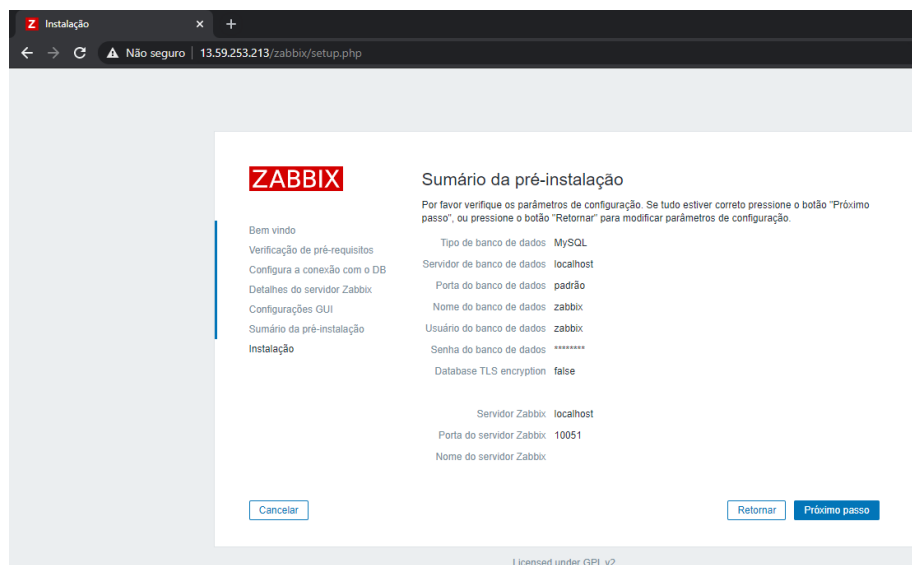 Z Instalação × +
Não seguro | 13.59.253.213/zabbix/setup.php
ZABBIX
Bem vindo
Verificação de pré-requisitos
Configura a conexão com o DB
Detalhes do servidor Zabbix
Configurações GUI
Sumário da pré-instalação
Instalação
Sumário da pré-instalação
Por favor verifique os parâmetros de configuração. Se tudo estiver correto pressione o botão "Próximo
passo", ou pressione o botão "Retornar" para modificar parâmetros de configuração.
Tipo de banco de dados MySQL
Servidor de banco de dados localhost
Porta do banco de dados padrão
Nome do banco de dados zabbix
Usuário do banco de dados zabbix
Senha do banco de dados ********
Database TLS encryption false
Servidor Zabbix localhost
Porta do servidor Zabbix 10051
Nome do servidor Zabbix
Cancelar Retornar Próximo passo
Licensed under GPL v2